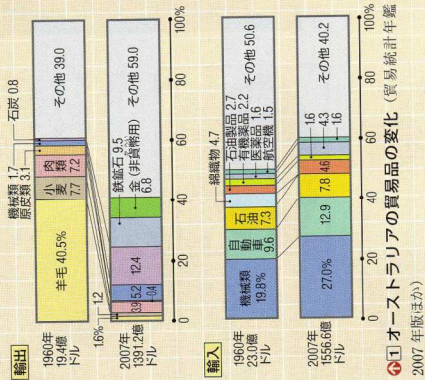 輸出
1960年
19.4億
ドル
羊毛 40.5%
小麦
7.7
肉類
7.2
原皮類 3.1
機械類 1.7
石炭 0.8
その他 39.0
2007年
1391.2億
ドル
1.6%
1.2
3.9
5.2
0.4
12.4
鉄鉱石 9.5
金(非貨幣用)
6.8
その他 59.0
0
20
40
60
80
100%
輸入
1960年
23.0億
ドル
機械類
19.8%
自動車
9.6
石油
7.3
綿織物 4.7
石油製品 2.7
有機薬品 2.2
医薬品 1.6
航空機 1.5
その他 50.6
2007年
1556.6億
ドル
27.0%
12.9
7.8
4.6
1.6
4.3
1.6
その他 40.2
0
20
40
60
80
100%
1 オーストラリアの貿易品の変化 (貿易統計年鑑
2007 年版ほか)